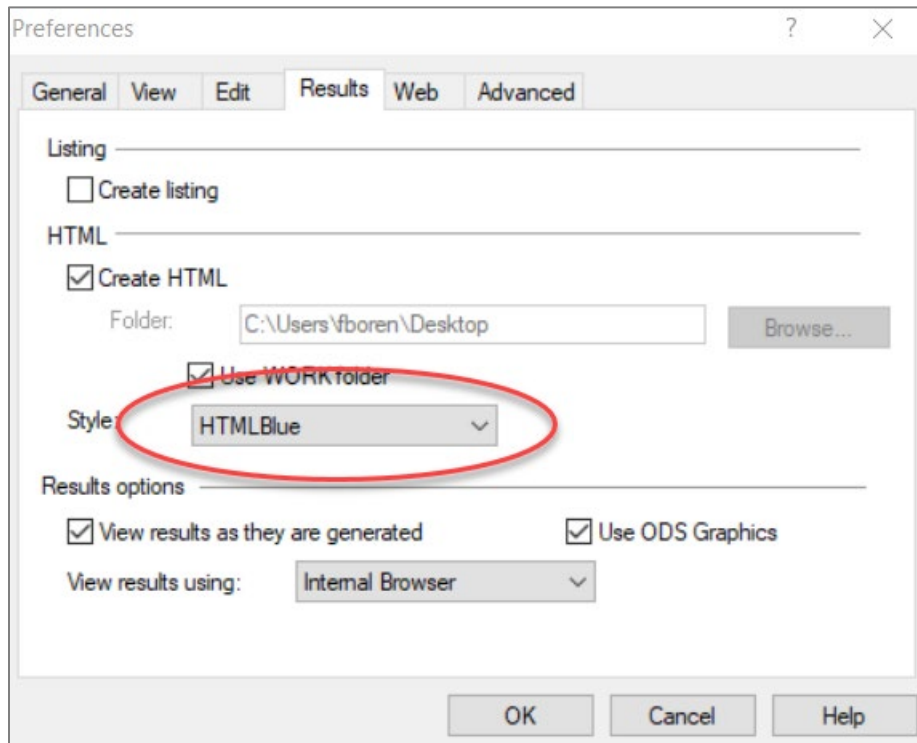 Preferences ?
General View Edit Results Web Advanced
Listing
Create listing
HTML
Create HTML
Folder: C:\Users\fboren\Desktop Browse...
Use WORK folder
Style: HTMLBlue
Results options
View results as they are generated Use ODS Graphics
View results using: Internal Browser
OK Cancel Help